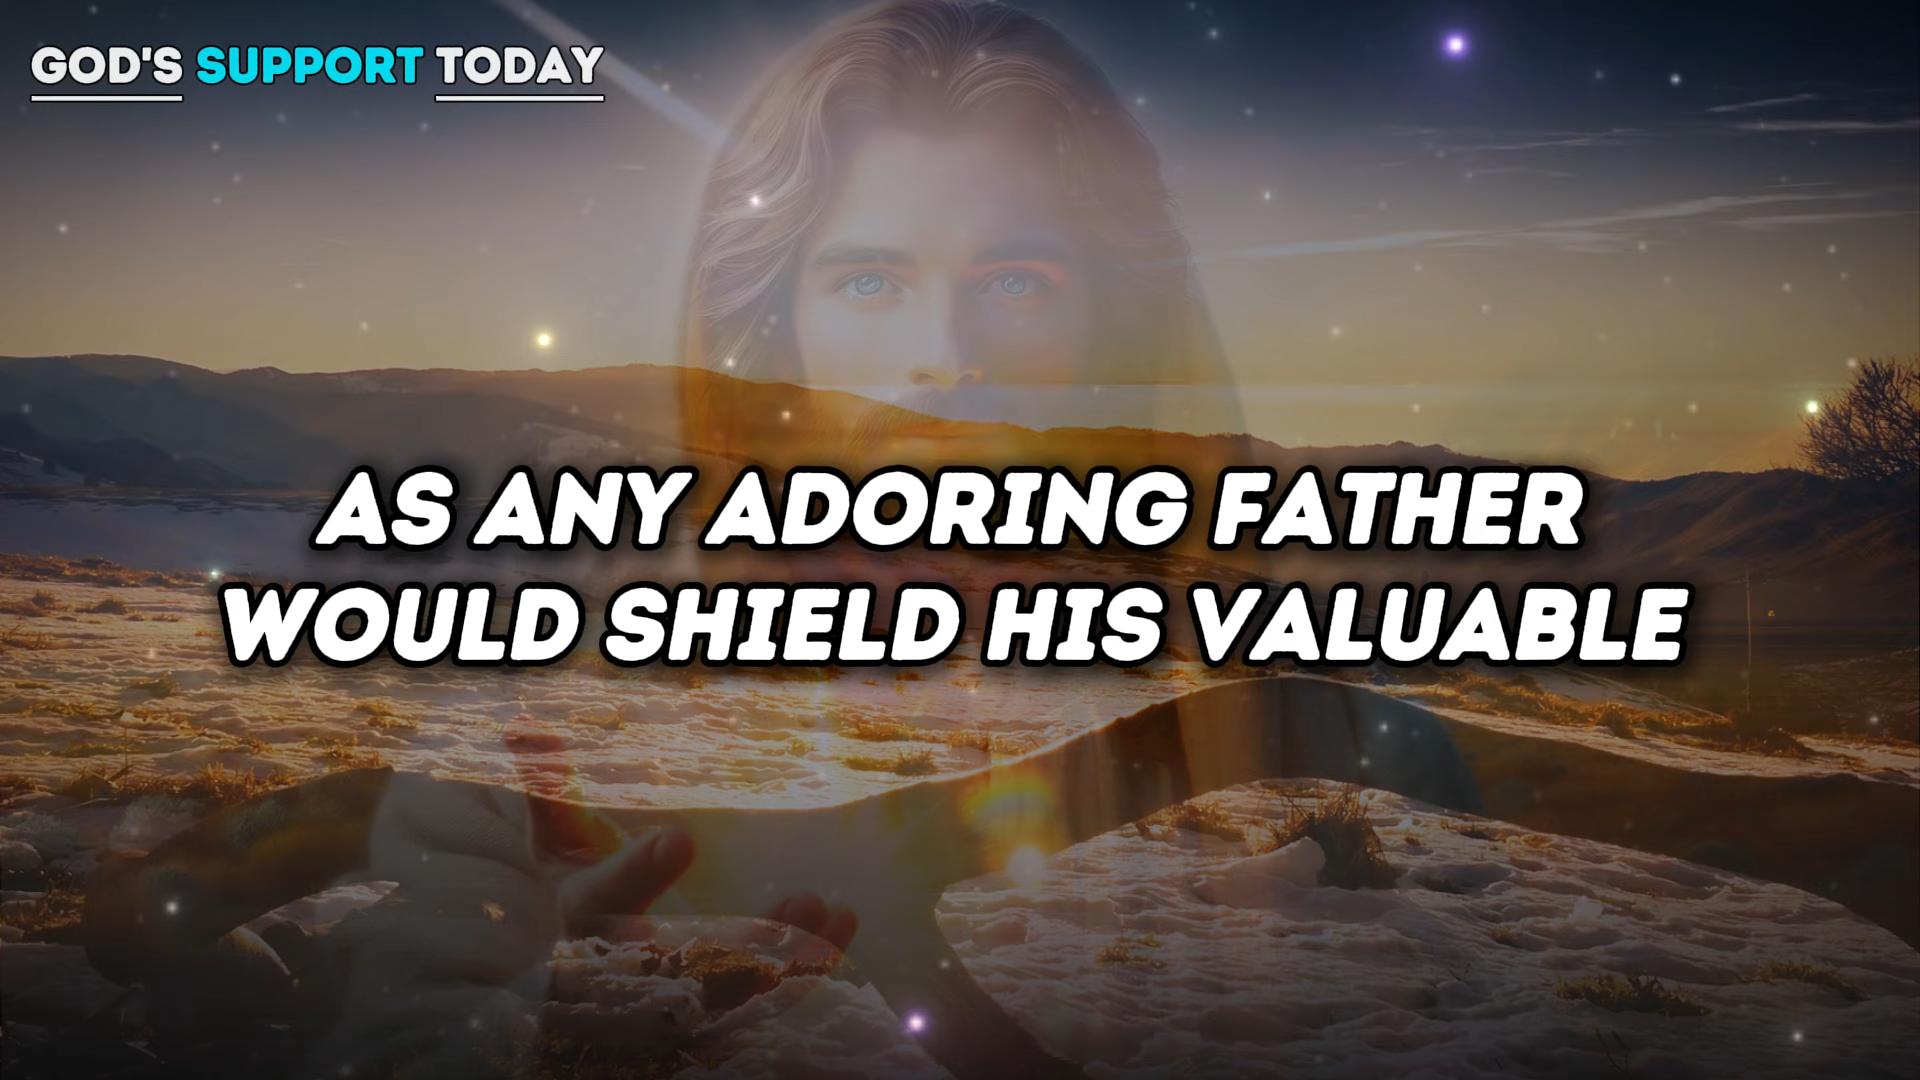 GOD'S SUPPORT TODAY
AS ANY ADORING FATHER
WOULD SHIELD HIS VALUABLE